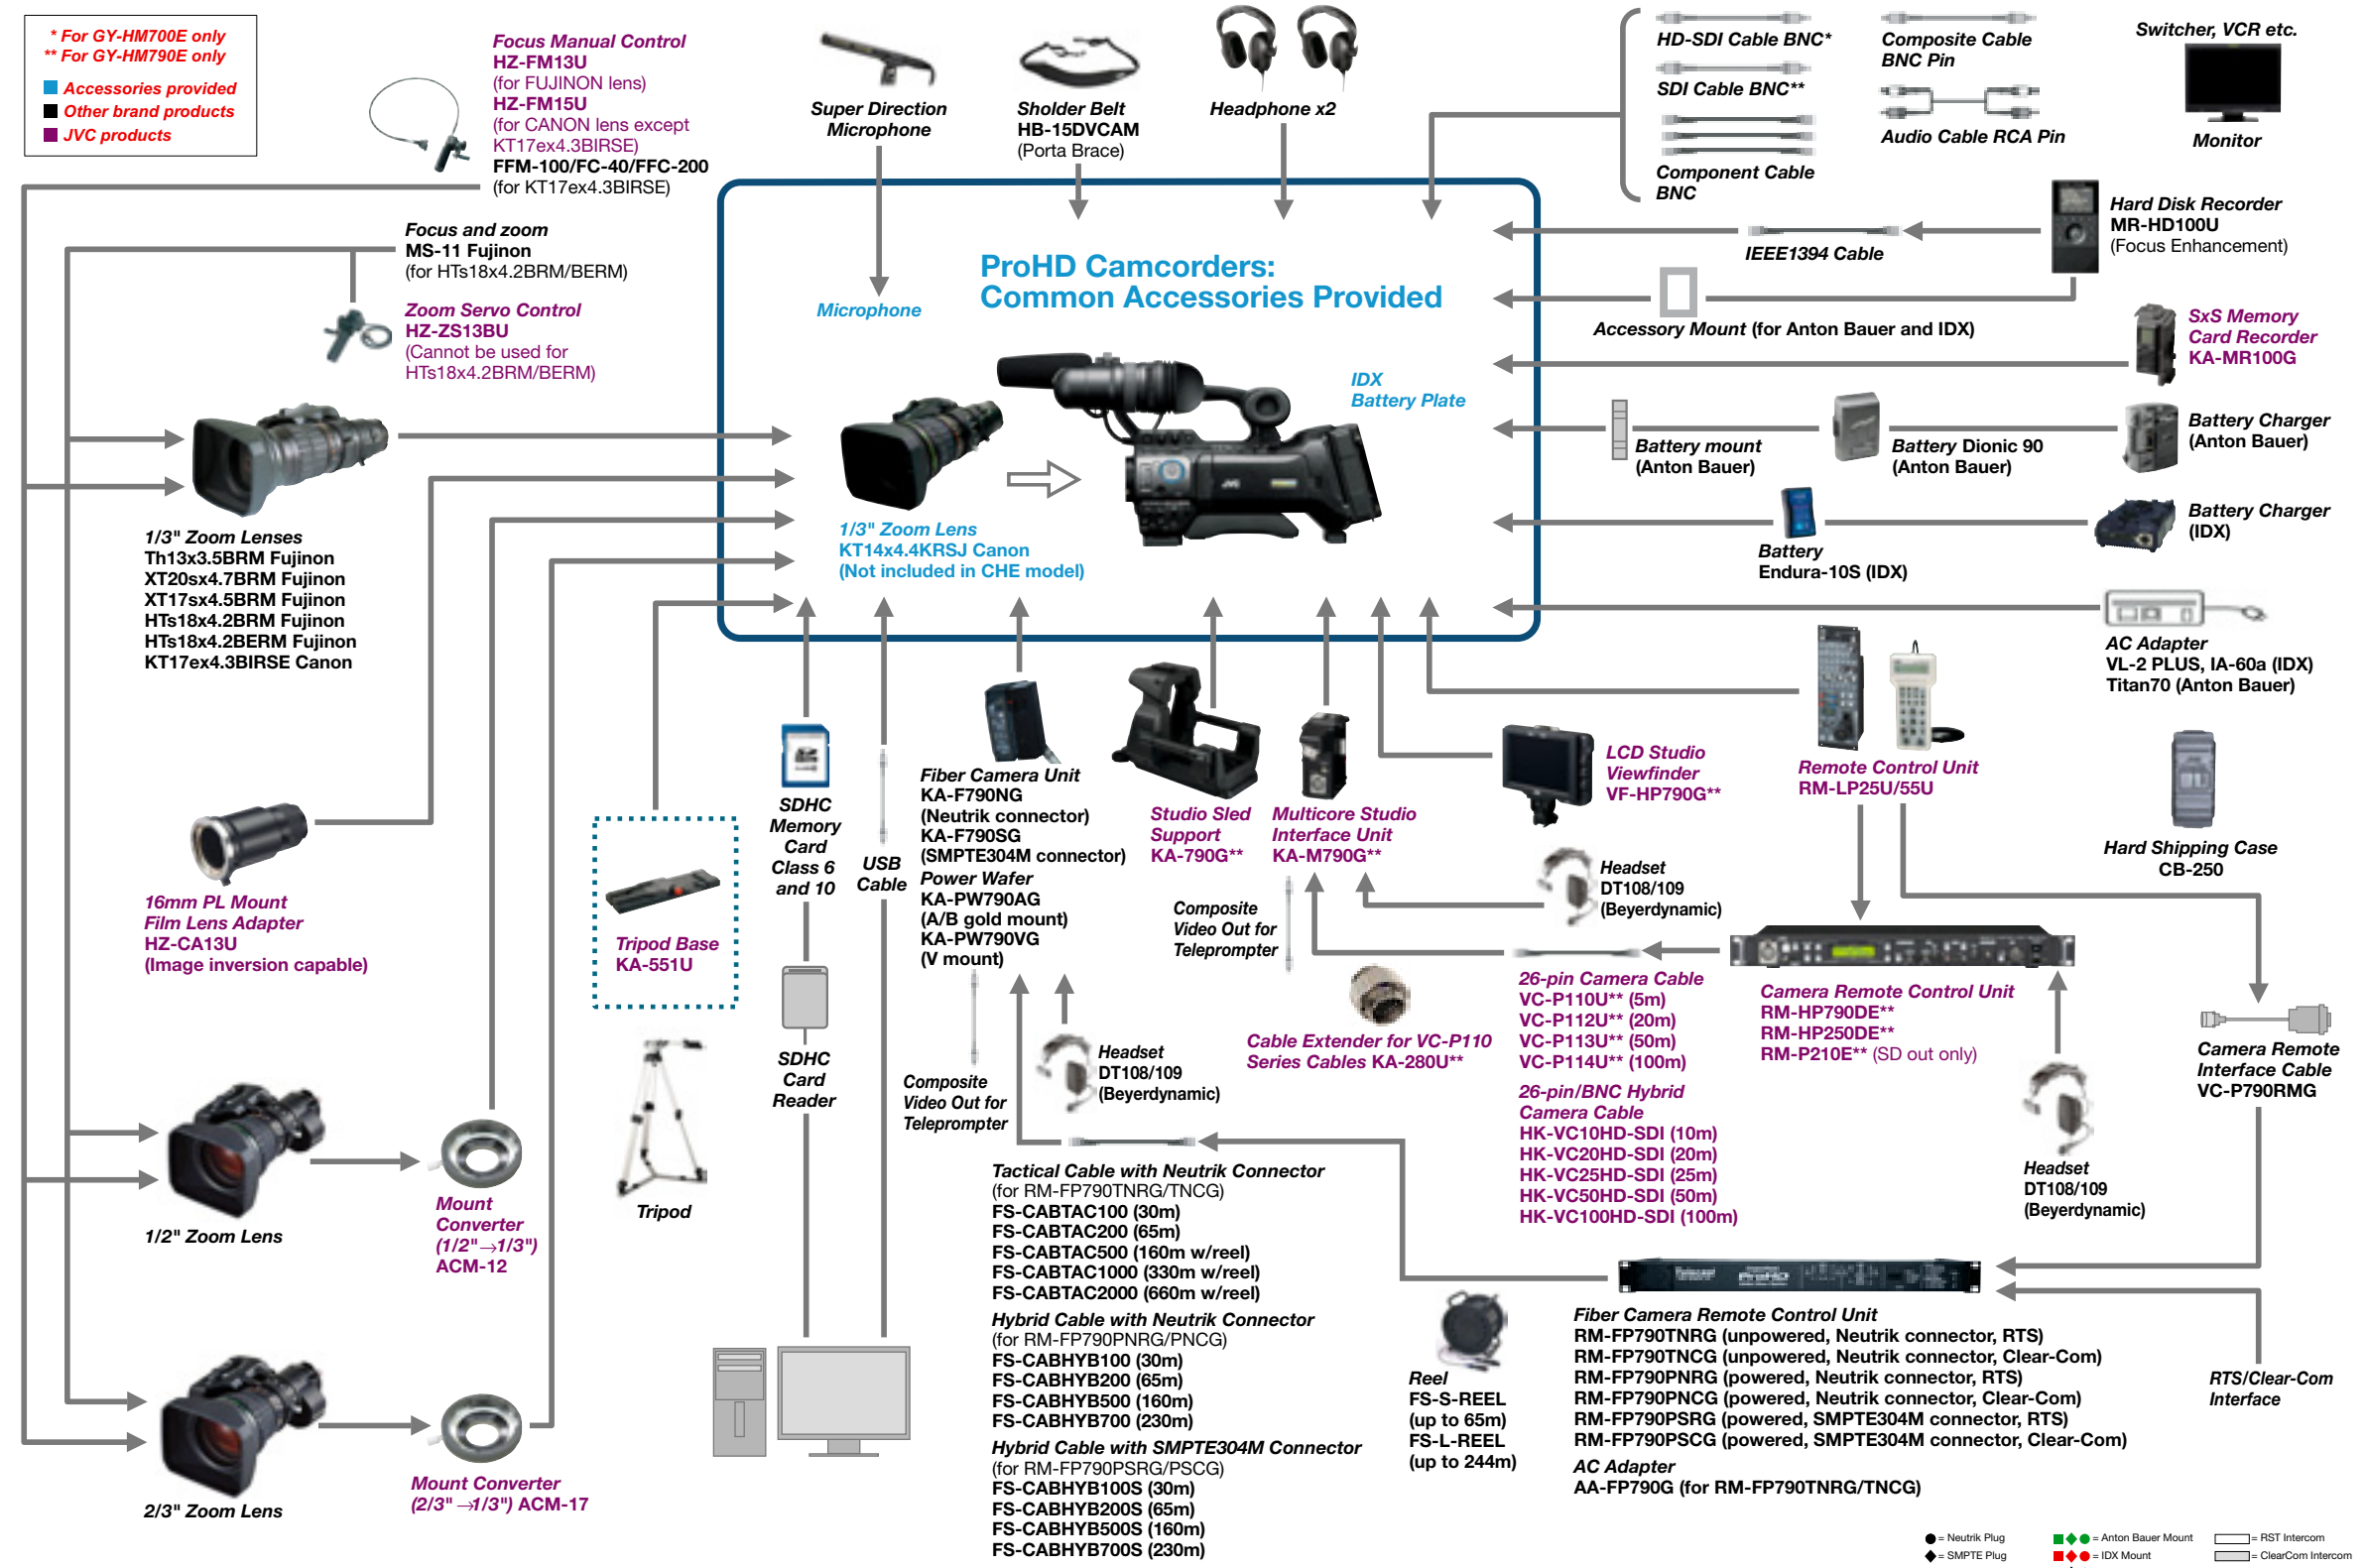 * For GY-HM700E only
** For GY-HM790E only
Accessories provided
Other brand products
JVC products
Focus Manual Control
HZ-FM13U
(for FUJINON lens)
HZ-FM15U
(for CANON lens except
KT17ex4.3BIRSE)
FFM-100/FC-40/FFC-200
(for KT17ex4.3BIRSE)
Focus and zoom
MS-11 Fujinon
(for HTs18x4.2BRM/BERM)
Zoom Servo Control
HZ-ZS13BU
(Cannot be used for
HTs18x4.2BRM/BERM)
Super Direction
Microphone
Sholder Belt
HB-15DVCAM
(Porta Brace)
Headphone x2
HD-SDI Cable BNC*
SDI Cable BNC**
Component Cable
BNC
Composite Cable
BNC Pin
Audio Cable RCA Pin
Switcher, VCR etc.
Monitor
Hard Disk Recorder
MR-HD100U
(Focus Enhancement)
IEEE1394 Cable
Accessory Mount (for Anton Bauer and IDX)
SxS Memory
Card Recorder
KA-MR100G
Battery mount
(Anton Bauer)
Battery Dionic 90
(Anton Bauer)
Battery Charger
(Anton Bauer)
Battery
Endura-10S (IDX)
Battery Charger
(IDX)
AC Adapter
VL-2 PLUS, IA-60a (IDX)
Titan70 (Anton Bauer)
ProHD Camcorders:
Common Accessories Provided
Microphone
IDX
Battery Plate
JVC
1/3" Zoom Lens
KT14x4.4KRSJ Canon
(Not included in CHE model)
1/3" Zoom Lenses
Th13x3.5BRM Fujinon
XT20sx4.7BRM Fujinon
XT17sx4.5BRM Fujinon
HTs18x4.2BRM Fujinon
HTs18x4.2BERM Fujinon
KT17ex4.3BIRSE Canon
16mm PL Mount
Film Lens Adapter
HZ-CA13U
(Image inversion capable)
1/2" Zoom Lens
Mount
Converter
(1/2"→1/3")
ACM-12
2/3" Zoom Lens
Mount Converter
(2/3"→1/3") ACM-17
Tripod Base
KA-551U
Tripod
SDHC
Memory
Card
Class 6
and 10
SDHC
Card
Reader
USB
Cable
Fiber Camera Unit
KA-F790NG
(Neutrik connector)
KA-F790SG
(SMPTE304M connector)
Power Wafer
KA-PW790AG
(A/B gold mount)
KA-PW790VG
(V mount)
Composite
Video Out for
Teleprompter
Headset
DT108/109
(Beyerdynamic)
Studio Sled
Support
KA-790G**
Multicore Studio
Interface Unit
KA-M790G**
LCD Studio
Viewfinder
VF-HP790G**
Remote Control Unit
RM-LP25U/55U
Hard Shipping Case
CB-250
Composite
Video Out for
Teleprompter
Headset
DT108/109
(Beyerdynamic)
Cable Extender for VC-P110
Series Cables KA-280U**
26-pin Camera Cable
VC-P110U** (5m)
VC-P112U** (20m)
VC-P113U** (50m)
VC-P114U** (100m)
26-pin/BNC Hybrid
Camera Cable
HK-VC10HD-SDI (10m)
HK-VC20HD-SDI (20m)
HK-VC25HD-SDI (25m)
HK-VC50HD-SDI (50m)
HK-VC100HD-SDI (100m)
Camera Remote Control Unit
RM-HP790DE**
RM-HP250DE**
RM-P210E** (SD out only)
Headset
DT108/109
(Beyerdynamic)
Camera Remote
Interface Cable
VC-P790RMG
Tactical Cable with Neutrik Connector
(for RM-FP790TNRG/TNCG)
FS-CABTAC100 (30m)
FS-CABTAC200 (65m)
FS-CABTAC500 (160m w/reel)
FS-CABTAC1000 (330m w/reel)
FS-CABTAC2000 (660m w/reel)
Hybrid Cable with Neutrik Connector
(for RM-FP790PNRG/PNCG)
FS-CABHYB100 (30m)
FS-CABHYB200 (65m)
FS-CABHYB500 (160m)
FS-CABHYB700 (230m)
Hybrid Cable with SMPTE304M Connector
(for RM-FP790PSRG/PSCG)
FS-CABHYB100S (30m)
FS-CABHYB200S (65m)
FS-CABHYB500S (160m)
FS-CABHYB700S (230m)
Reel
FS-S-REEL
(up to 65m)
FS-L-REEL
(up to 244m)
ProHD
Fiber Camera Remote Control Unit
RM-FP790TNRG (unpowered, Neutrik connector, RTS)
RM-FP790TNCG (unpowered, Neutrik connector, Clear-Com)
RM-FP790PNRG (powered, Neutrik connector, RTS)
RM-FP790PNCG (powered, Neutrik connector, Clear-Com)
RM-FP790PSRG (powered, SMPTE304M connector, RTS)
RM-FP790PSCG (powered, SMPTE304M connector, Clear-Com)
AC Adapter
AA-FP790G (for RM-FP790TNRG/TNCG)
RTS/Clear-Com
Interface
= Neutrik Plug
= SMPTE Plug
= Anton Bauer Mount
= IDX Mount
= RST Intercom
= ClearCom Intercom